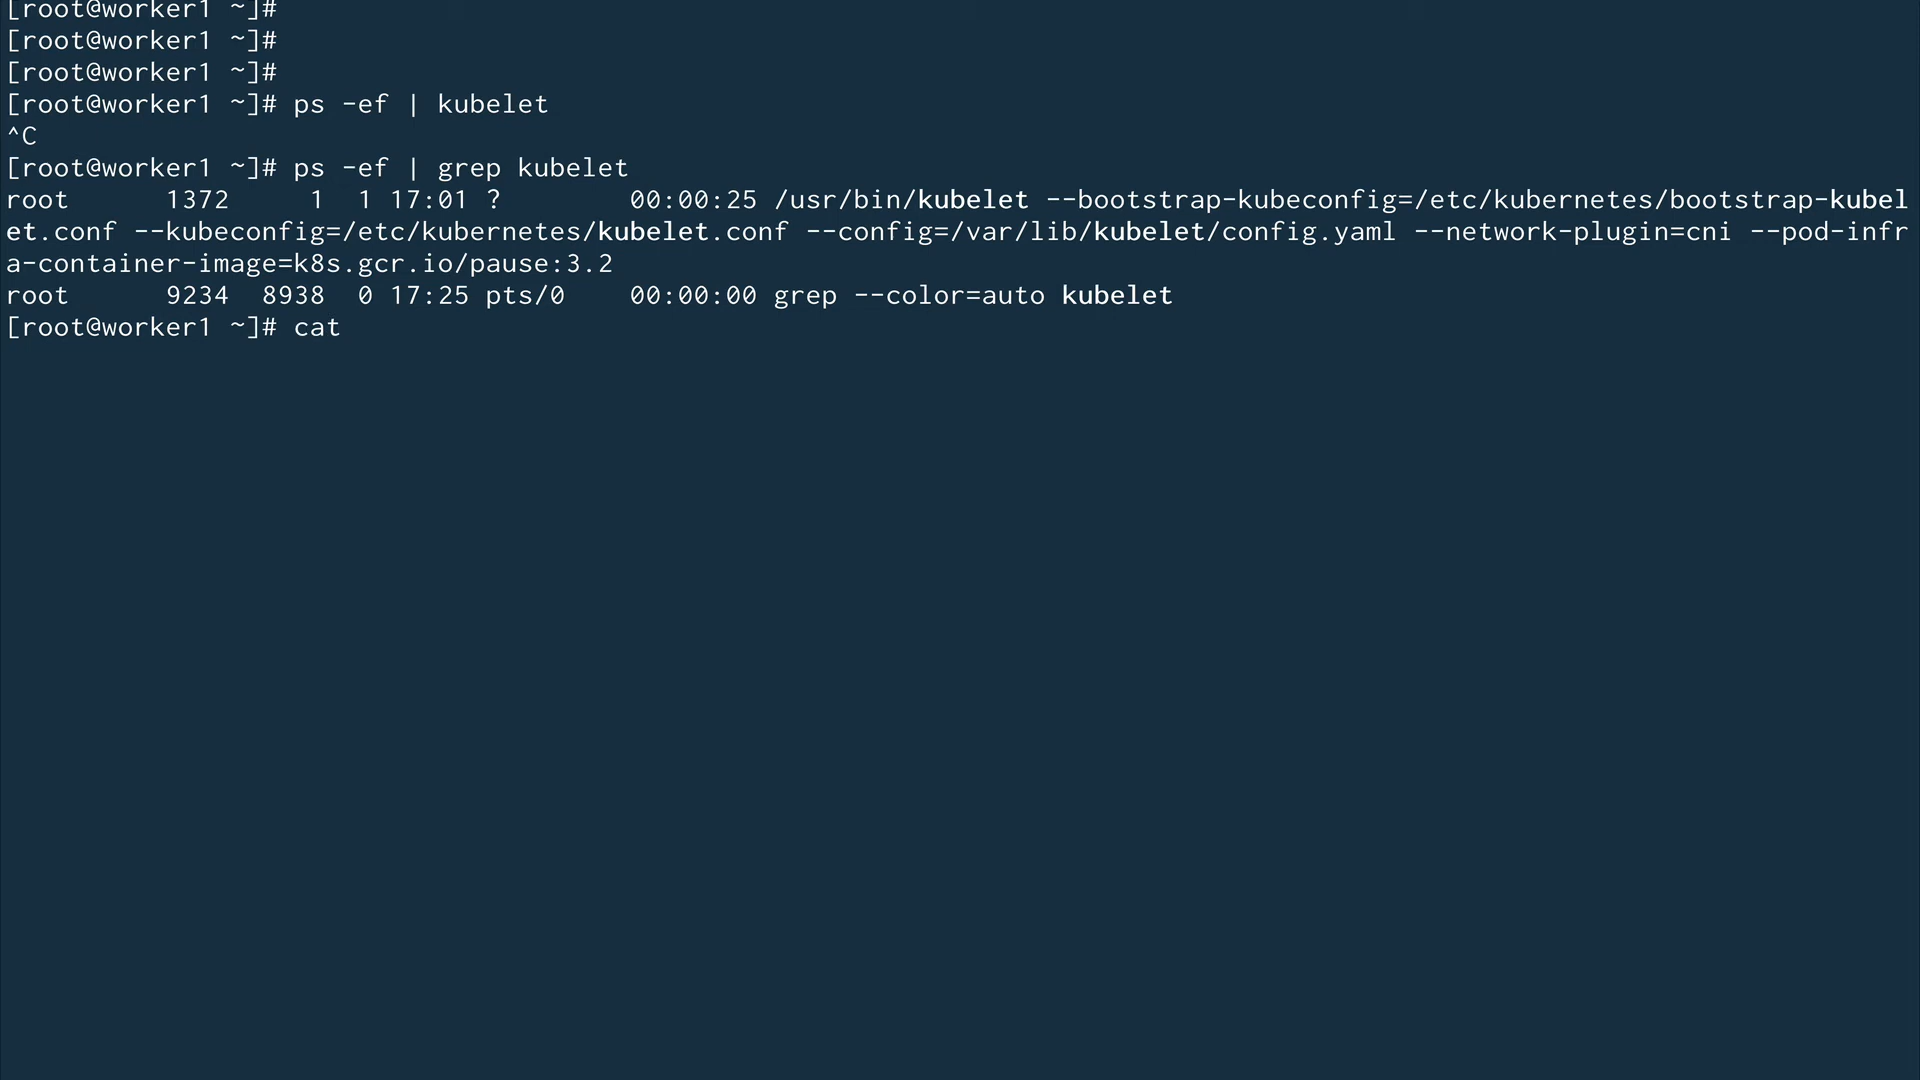 [root@worker1 ~]#
[root@worker1 ~]#
[root@worker1 ~]#
[root@worker1 ~]# ps -ef | kubelet
^C
[root@worker1 ~]# ps -ef | grep kubelet
root      1372     1  1 17:01 ?        00:00:25 /usr/bin/kubelet --bootstrap-kubeconfig=/etc/kubernetes/bootstrap-kubel
et.conf --kubeconfig=/etc/kubernetes/kubelet.conf --config=/var/lib/kubelet/config.yaml --network-plugin=cni --pod-infr
a-container-image=k8s.gcr.io/pause:3.2
root      9234  8938  0 17:25 pts/0    00:00:00 grep --color=auto kubelet
[root@worker1 ~]# cat